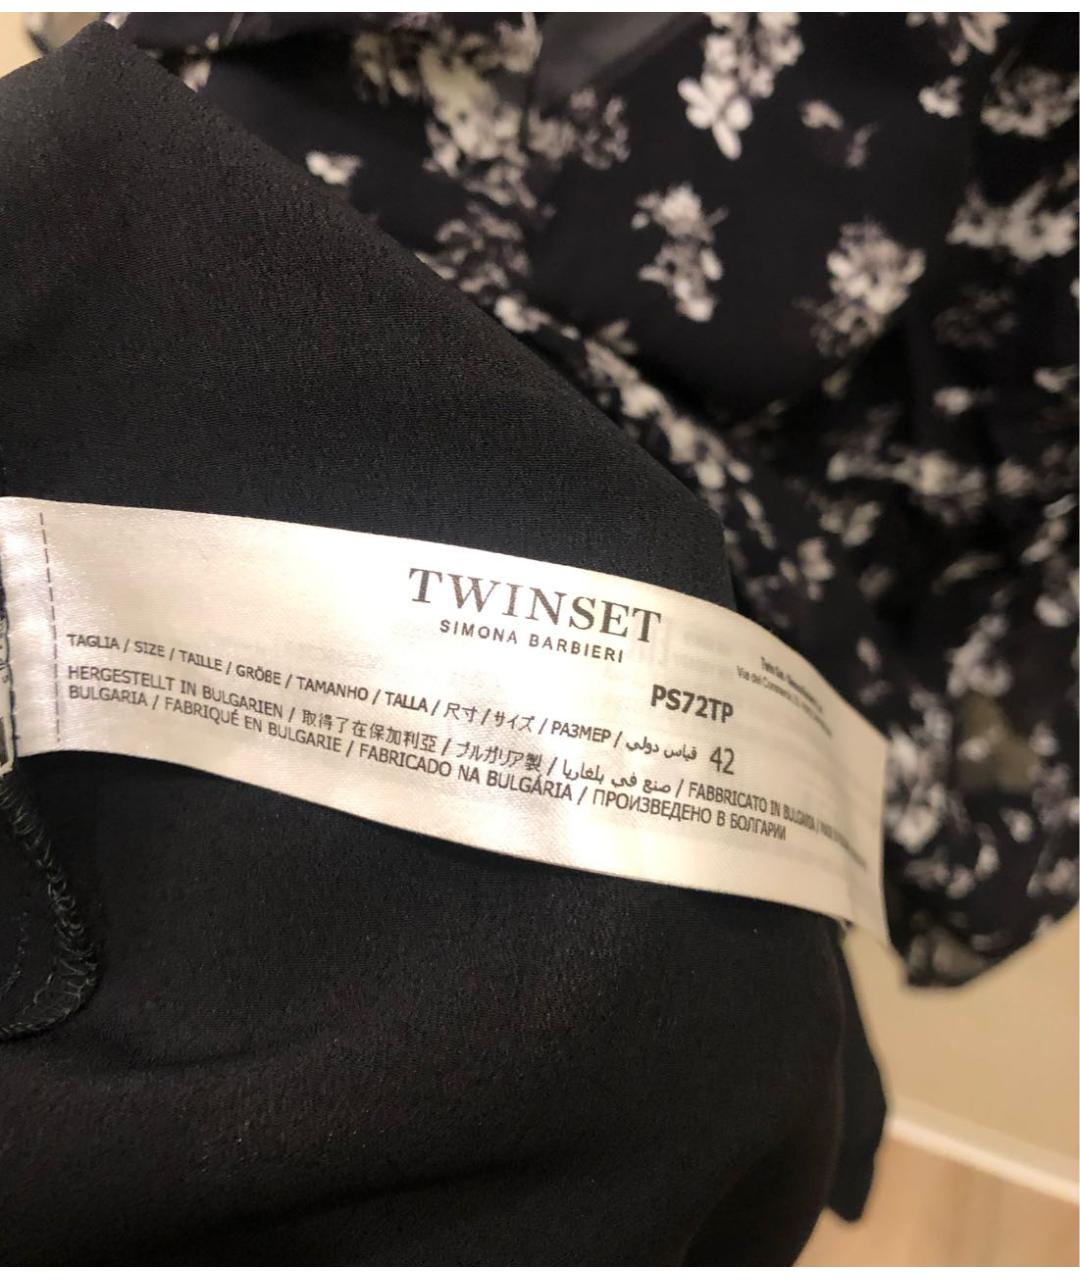 TWINSET
SIMONA BARBIERI
PS72TP
TAGLIA / SIZE / TAILLE / GRÖBE / TAMANHO / TALLA / 尺寸 / サイズ / РАЗМЕР / قياس دولي 42
HERGESTELLT IN BULGARIEN / 取得了在保加利亞 / ブルガリア製 / صنع في بلغاريا / FABBRICATO IN BULGARIA /
BULGARIA / FABRIQUÉ EN BULGARIE / FABRICADO NA BULGÁRIA / ПРОИЗВЕДЕНО В БОЛГАРИИ